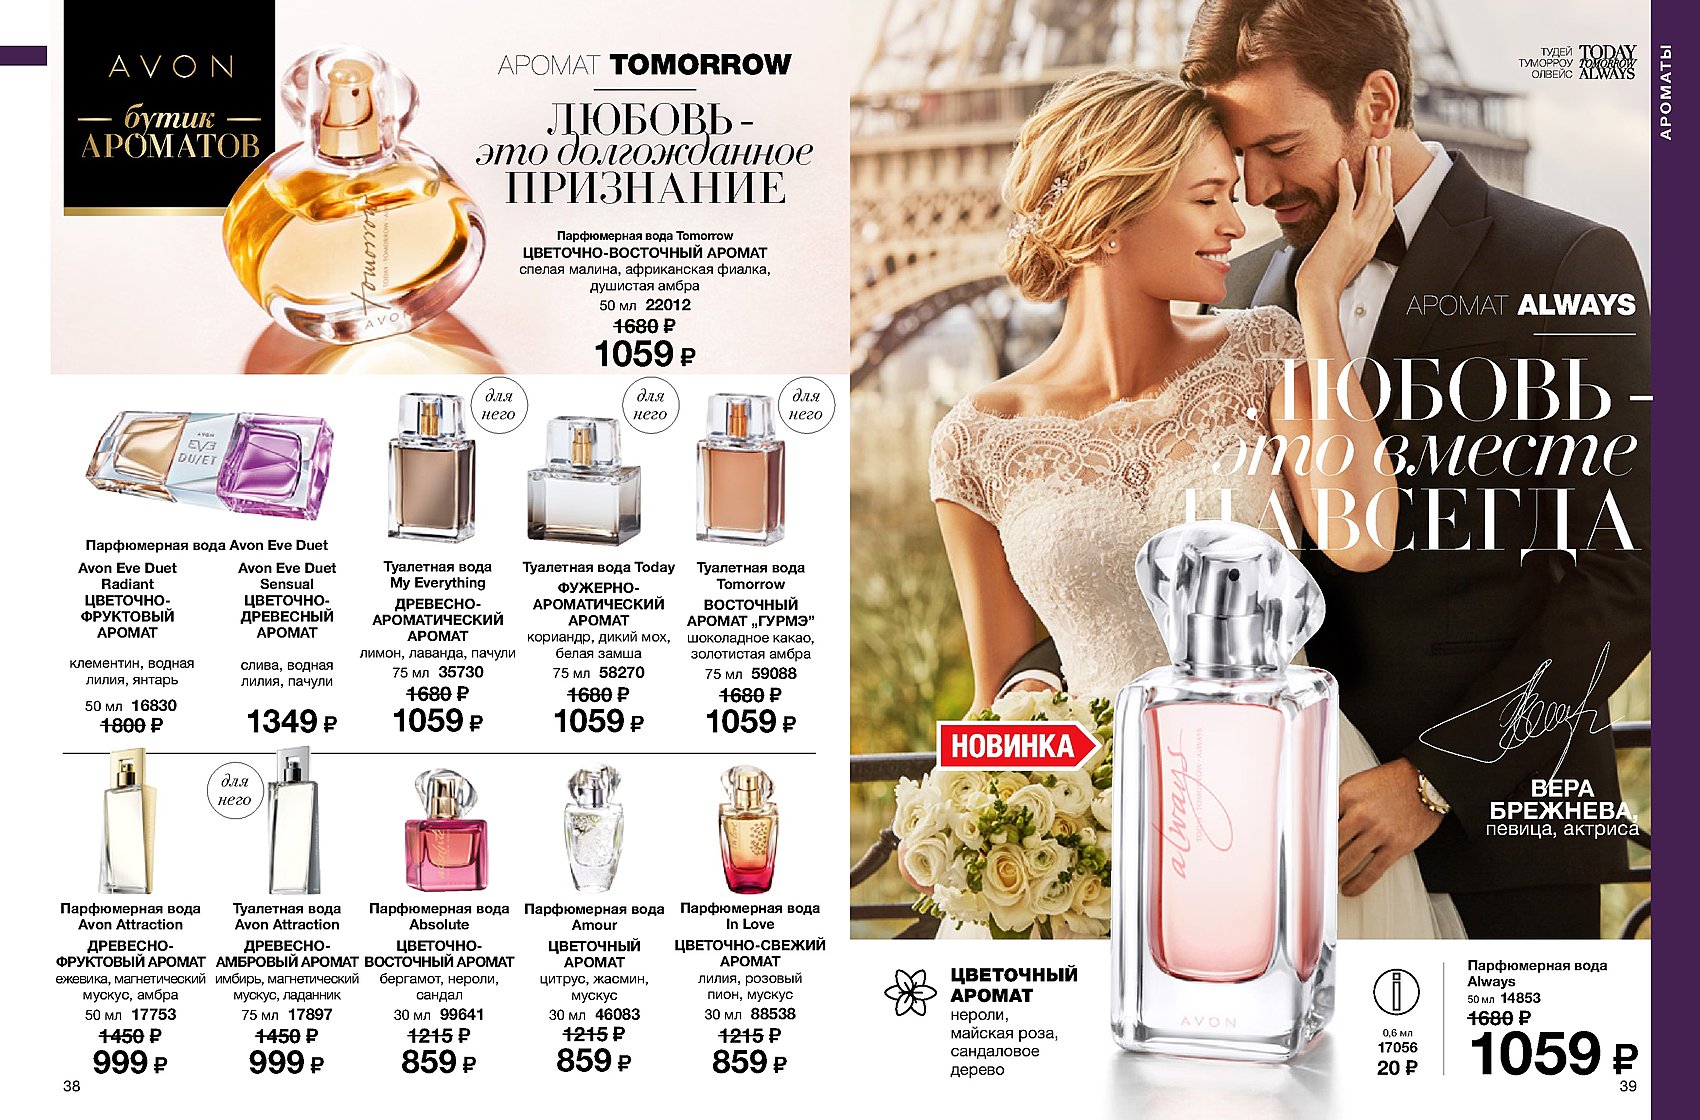 AVON
бутик
АРОМАТОВ
АРОМАТ TOMORROW
ЛЮБОВЬ -
это долгожданное
ПРИЗНАНИЕ
Tomorrow
TODAY · TOMORROW · ALWAYS
AVON
Парфюмерная вода Tomorrow
ЦВЕТОЧНО-ВОСТОЧНЫЙ АРОМАТ
спелая малина, африканская фиалка,
душистая амбра
50 мл 22012
1680 ₽
1059 ₽
AVON
EVE
DUET
Парфюмерная вода Avon Eve Duet
Avon Eve Duet
Radiant
ЦВЕТОЧНО-
ФРУКТОВЫЙ
АРОМАТ
клементин, водная
лилия, янтарь
50 мл 16830
1800 ₽
Avon Eve Duet
Sensual
ЦВЕТОЧНО-
ДРЕВЕСНЫЙ
АРОМАТ
слива, водная
лилия, пачули
1349 ₽
для
него
Туалетная вода
My Everything
ДРЕВЕСНО-
АРОМАТИЧЕСКИЙ
АРОМАТ
лимон, лаванда, пачули
75 мл 35730
1680 ₽
1059 ₽
для
него
Туалетная вода Today
ФУЖЕРНО-
АРОМАТИЧЕСКИЙ
АРОМАТ
кориандр, дикий мох,
белая замша
75 мл 58270
1680 ₽
1059 ₽
для
него
Туалетная вода
Tomorrow
ВОСТОЧНЫЙ
АРОМАТ „ГУРМЭ”
шоколадное какао,
золотистая амбра
75 мл 59088
1680 ₽
1059 ₽
Парфюмерная вода
Avon Attraction
ДРЕВЕСНО-
ФРУКТОВЫЙ АРОМАТ
ежевика, магнетический
мускус, амбра
50 мл 17753
1450 ₽
999 ₽
для
него
Туалетная вода
Avon Attraction
ДРЕВЕСНО-
АМБРОВЫЙ АРОМАТ
имбирь, магнетический
мускус, ладанник
75 мл 17897
1450 ₽
999 ₽
Парфюмерная вода
Absolute
ЦВЕТОЧНО-
ВОСТОЧНЫЙ АРОМАТ
бергамот, нероли,
сандал
30 мл 99641
1215 ₽
859 ₽
Парфюмерная вода
Amour
ЦВЕТОЧНЫЙ
АРОМАТ
цитрус, жасмин,
мускус
30 мл 46083
1215 ₽
859 ₽
Парфюмерная вода
In Love
ЦВЕТОЧНО-СВЕЖИЙ
АРОМАТ
лилия, розовый
пион, мускус
30 мл 88538
1215 ₽
859 ₽
38
ТУДЕЙ
ТУМОРРОУ
ОЛВЕЙС
TODAY
TOMORROW
ALWAYS
АРОМАТЫ
АРОМАТ ALWAYS
ЛЮБОВЬ -
это вместе
НАВСЕГДА
НОВИНКА
always
TODAY · TOMORROW · ALWAYS
AVON
ВЕРА
БРЕЖНЕВА,
певица, актриса
ЦВЕТОЧНЫЙ
АРОМАТ
нероли,
майская роза,
сандаловое
дерево
0,6 мл
17056
20 ₽
Парфюмерная вода
Always
50 мл 14853
1680 ₽
1059 ₽
39